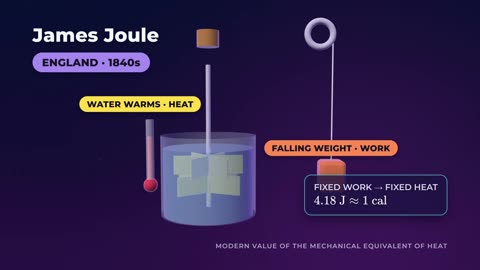 James Joule
ENGLAND · 1840s
WATER WARMS · HEAT
FALLING WEIGHT · WORK
FIXED WORK → FIXED HEAT
4.18 J ≈ 1 cal
MODERN VALUE OF THE MECHANICAL EQUIVALENT OF HEAT